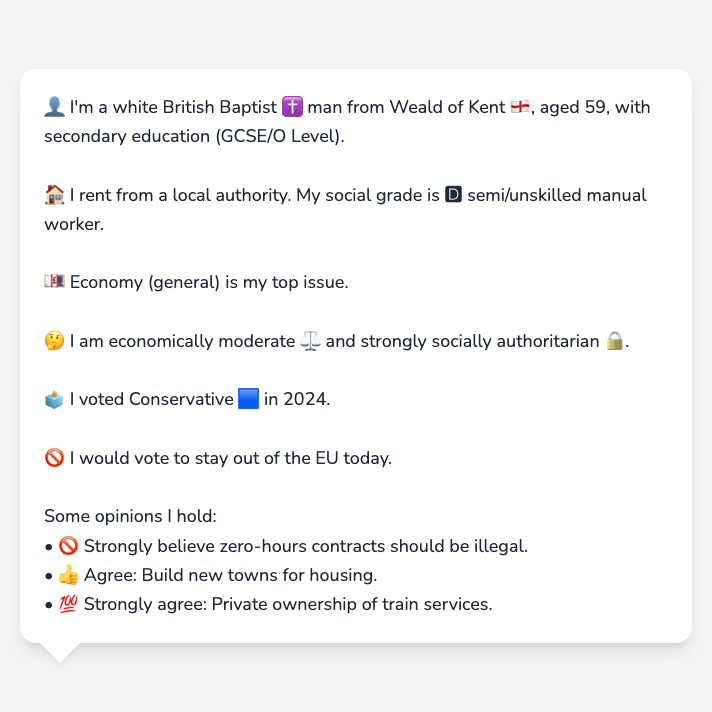 👤 I'm a white British Baptist ✝️ man from Weald of Kent 🏴󠁧󠁢󠁥󠁮󠁧󠁿, aged 59, with
secondary education (GCSE/O Level).
🏠 I rent from a local authority. My social grade is 🅳 semi/unskilled manual
worker.
💷 Economy (general) is my top issue.
🤔 I am economically moderate ⚖️ and strongly socially authoritarian 🔒.
🗳️ I voted Conservative 🟦 in 2024.
🚫 I would vote to stay out of the EU today.
Some opinions I hold:
• 🚫 Strongly believe zero-hours contracts should be illegal.
• 👍 Agree: Build new towns for housing.
• 💯 Strongly agree: Private ownership of train services.